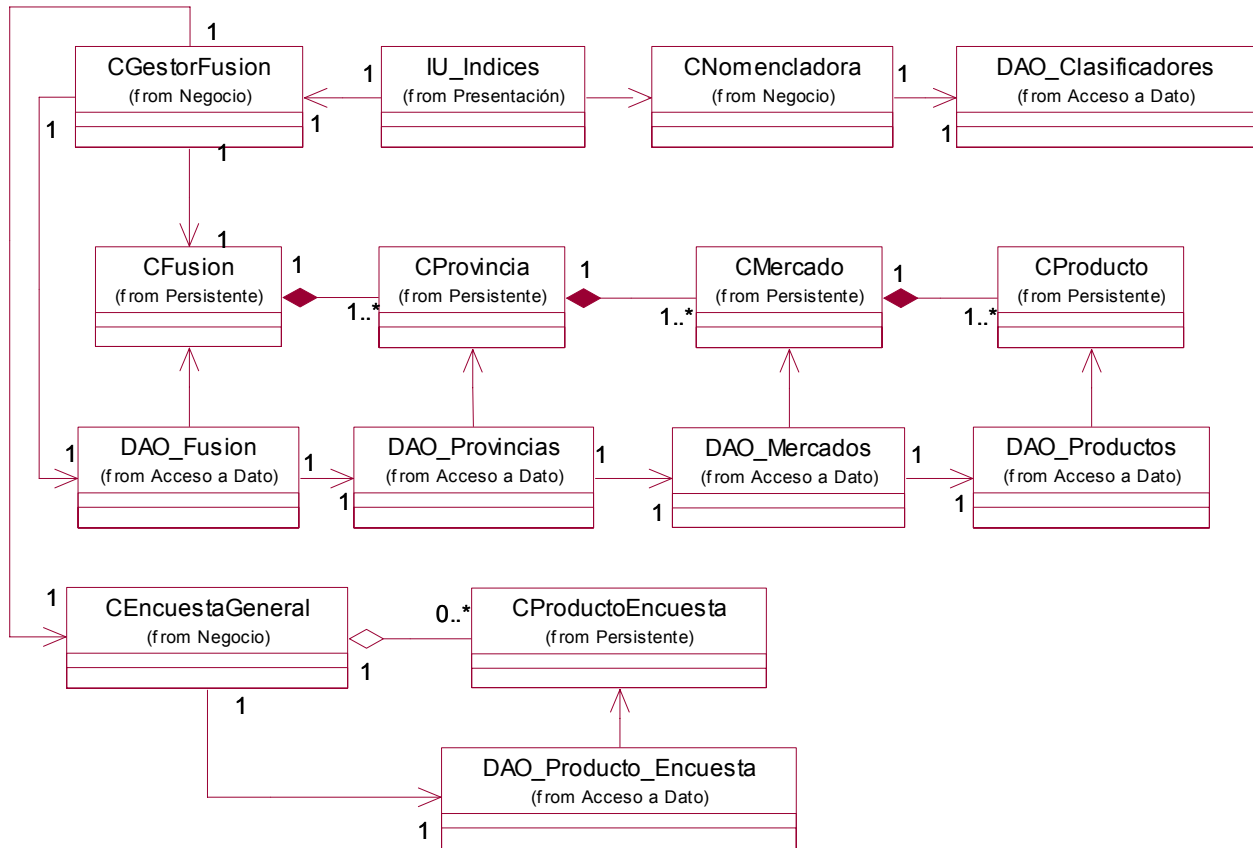 1
CGestorFusion
(from Negocio)
1
1
1
1
IU_Indices
(from Presentación)
CNomencladora
(from Negocio)
1
1
DAO_Clasificadores
(from Acceso a Dato)
1
CFusion
(from Persistente)
1
1..*
CProvincia
(from Persistente)
1
1..*
CMercado
(from Persistente)
1
1..*
CProducto
(from Persistente)
1
DAO_Fusion
(from Acceso a Dato)
1
1
DAO_Provincias
(from Acceso a Dato)
1
1
DAO_Mercados
(from Acceso a Dato)
1
1
DAO_Productos
(from Acceso a Dato)
1
CEncuestaGeneral
(from Negocio)
1
1
0..*
CProductoEncuesta
(from Persistente)
1
DAO_Producto_Encuesta
(from Acceso a Dato)